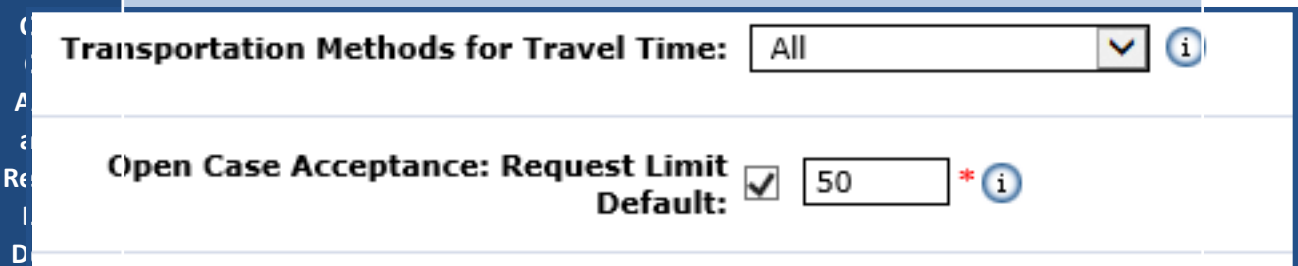 Transportation Methods for Travel Time: All
Open Case Acceptance: Request Limit
Default: 50 *